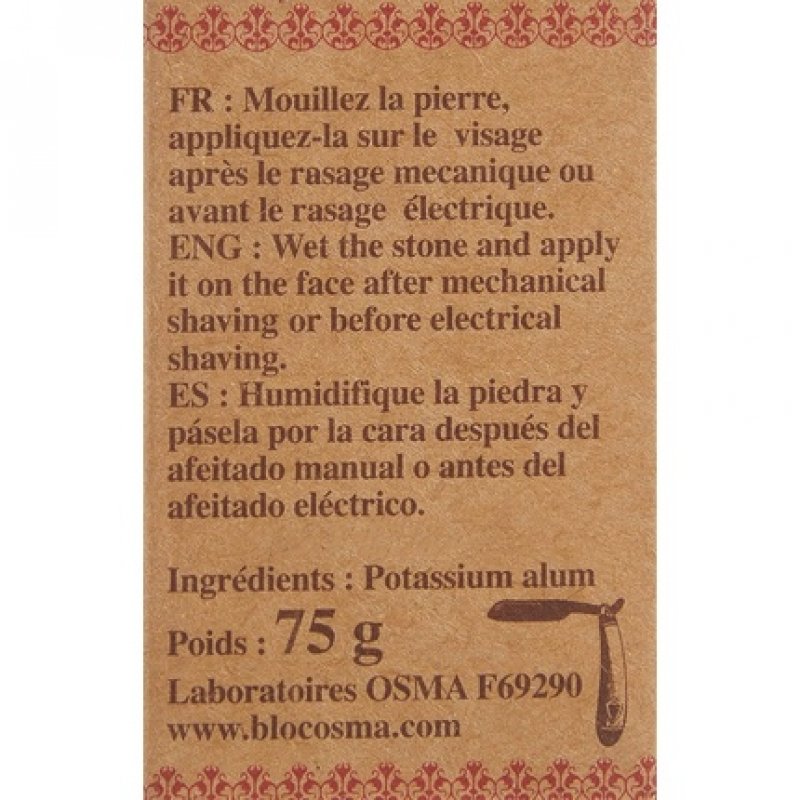 FR : Mouillez la pierre,
appliquez-la sur le visage
après le rasage mecanique ou
avant le rasage électrique.
ENG : Wet the stone and apply
it on the face after mechanical
shaving or before electrical
shaving.
ES : Humidifique la piedra y
pásela por la cara después del
afeitado manual o antes del
afeitado eléctrico.
Ingrédients : Potassium alum
Poids : 75 g
Laboratoires OSMA F69290
www.blocosma.com